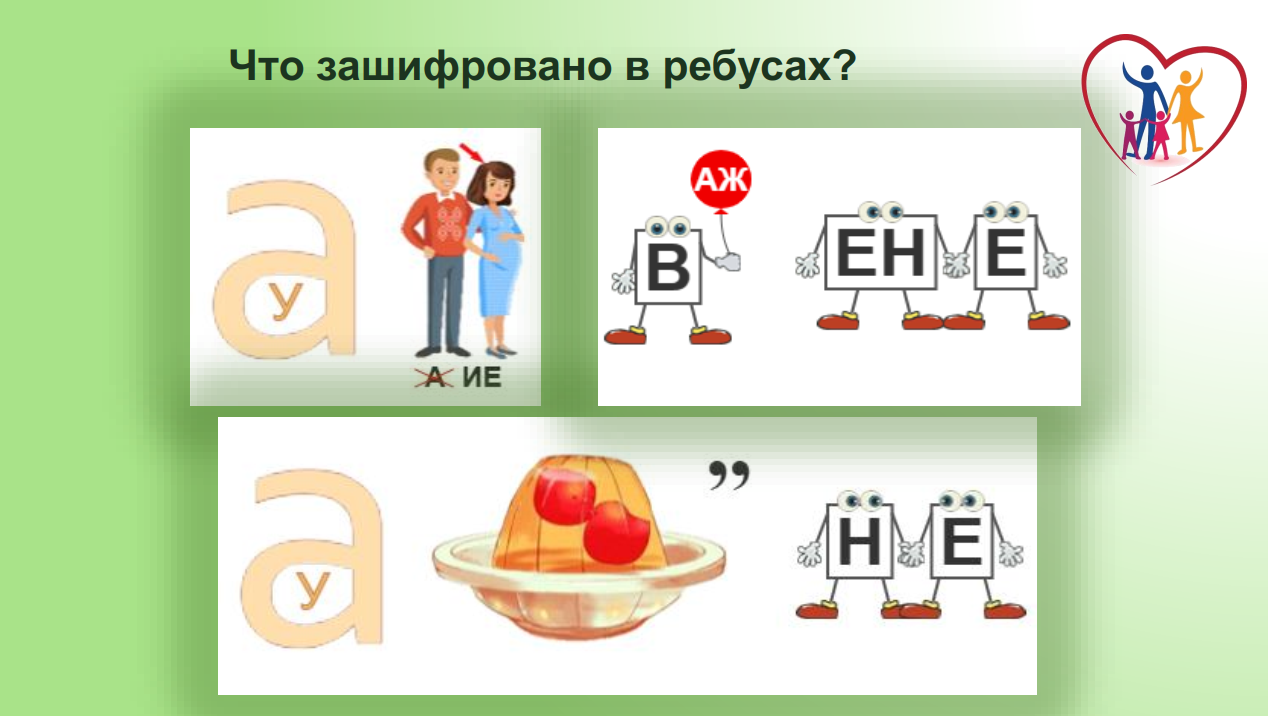 Что зашифровано в ребусах?
а
у
А ИЕ
АЖ
В
ЕН Е
а
у
”
Н Е